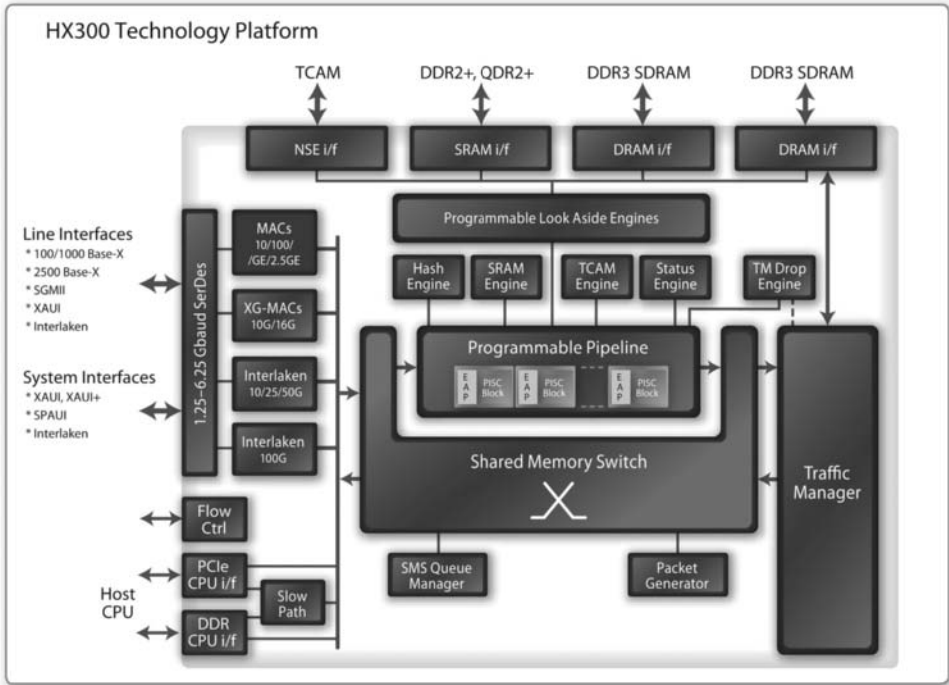 HX300 Technology Platform
TCAM
DDR2+, QDR2+
DDR3 SDRAM
DDR3 SDRAM
NSE i/f
SRAM i/f
DRAM i/f
DRAM i/f
Programmable Look Aside Engines
Line Interfaces
* 100/1000 Base-X
* 2500 Base-X
* SGMII
* XAUI
* Interlaken
System Interfaces
* XAUI, XAUI+
* SPAUI
* Interlaken
1.25–6.25 Gbaud SerDes
MACs
10/100/
/GE/2.5GE
XG-MACs
10G/16G
Interlaken
10/25/50G
Interlaken
100G
Hash
Engine
SRAM
Engine
TCAM
Engine
Status
Engine
TM Drop
Engine
Programmable Pipeline
EAP
PISC
Block
EAP
PISC
Block
EAP
PISC
Block
Shared Memory Switch
Traffic
Manager
Flow
Ctrl
PCIe
CPU i/f
Host
CPU
Slow
Path
DDR
CPU i/f
SMS Queue
Manager
Packet
Generator